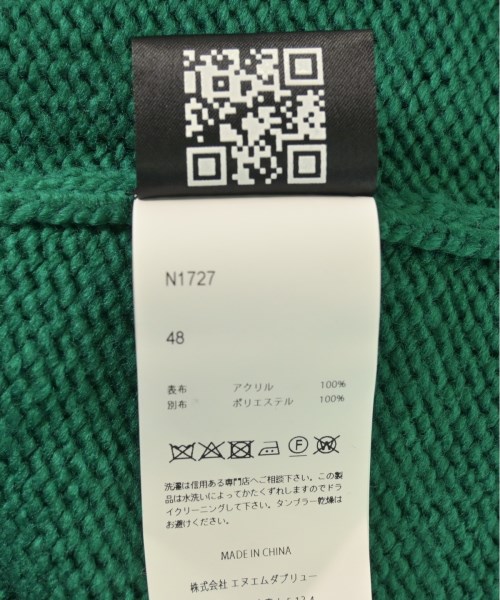 N1727
48
表布 アクリル 100%
別布 ポリエステル 100%
洗濯は信用ある専門店へご相談下さい。この製
品は水洗いによってかたくずれしますのでドラ
イクリーニングして下さい。タンブラー乾燥は
お避けください。
MADE IN CHINA
株式会社 エヌエムダブリュー